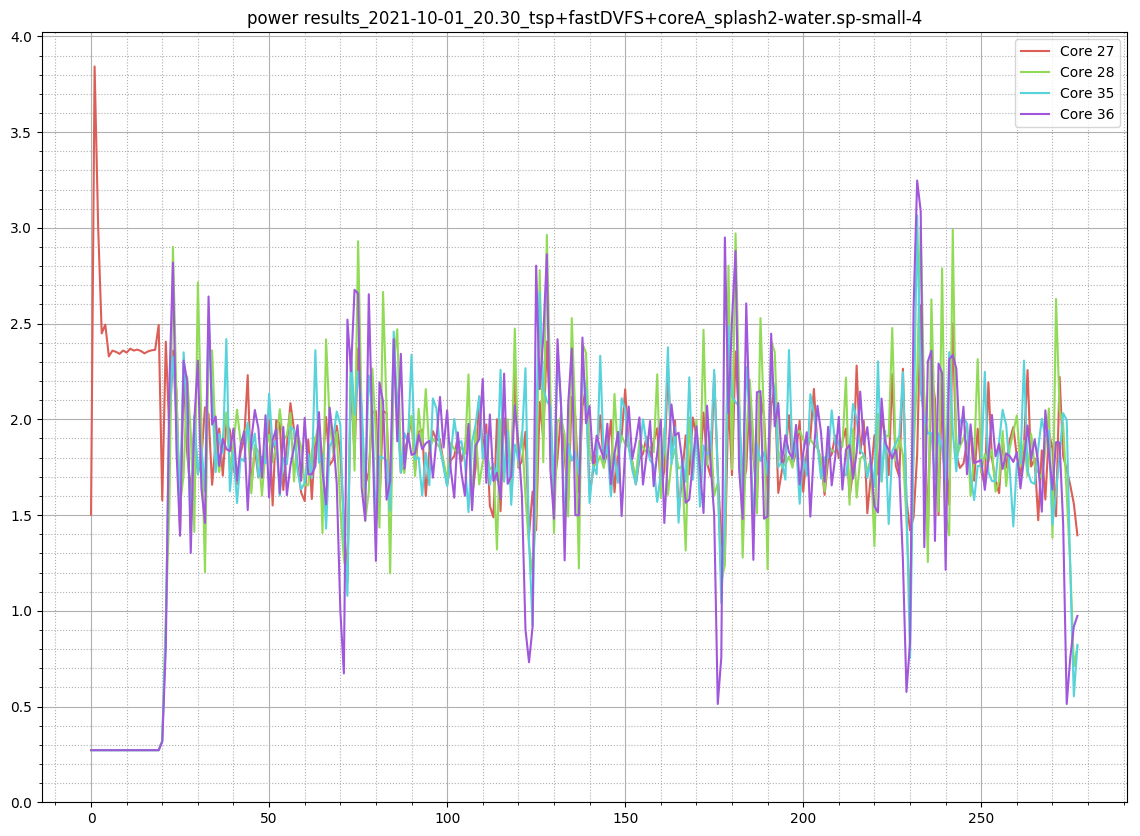 power results_2021-10-01_20.30_tsp+fastDVFS+coreA_splash2-water.sp-small-4
Core 27
Core 28
Core 35
Core 36
4.0
3.5
3.0
2.5
2.0
1.5
1.0
0.5
0.0
0 50 100 150 200 250